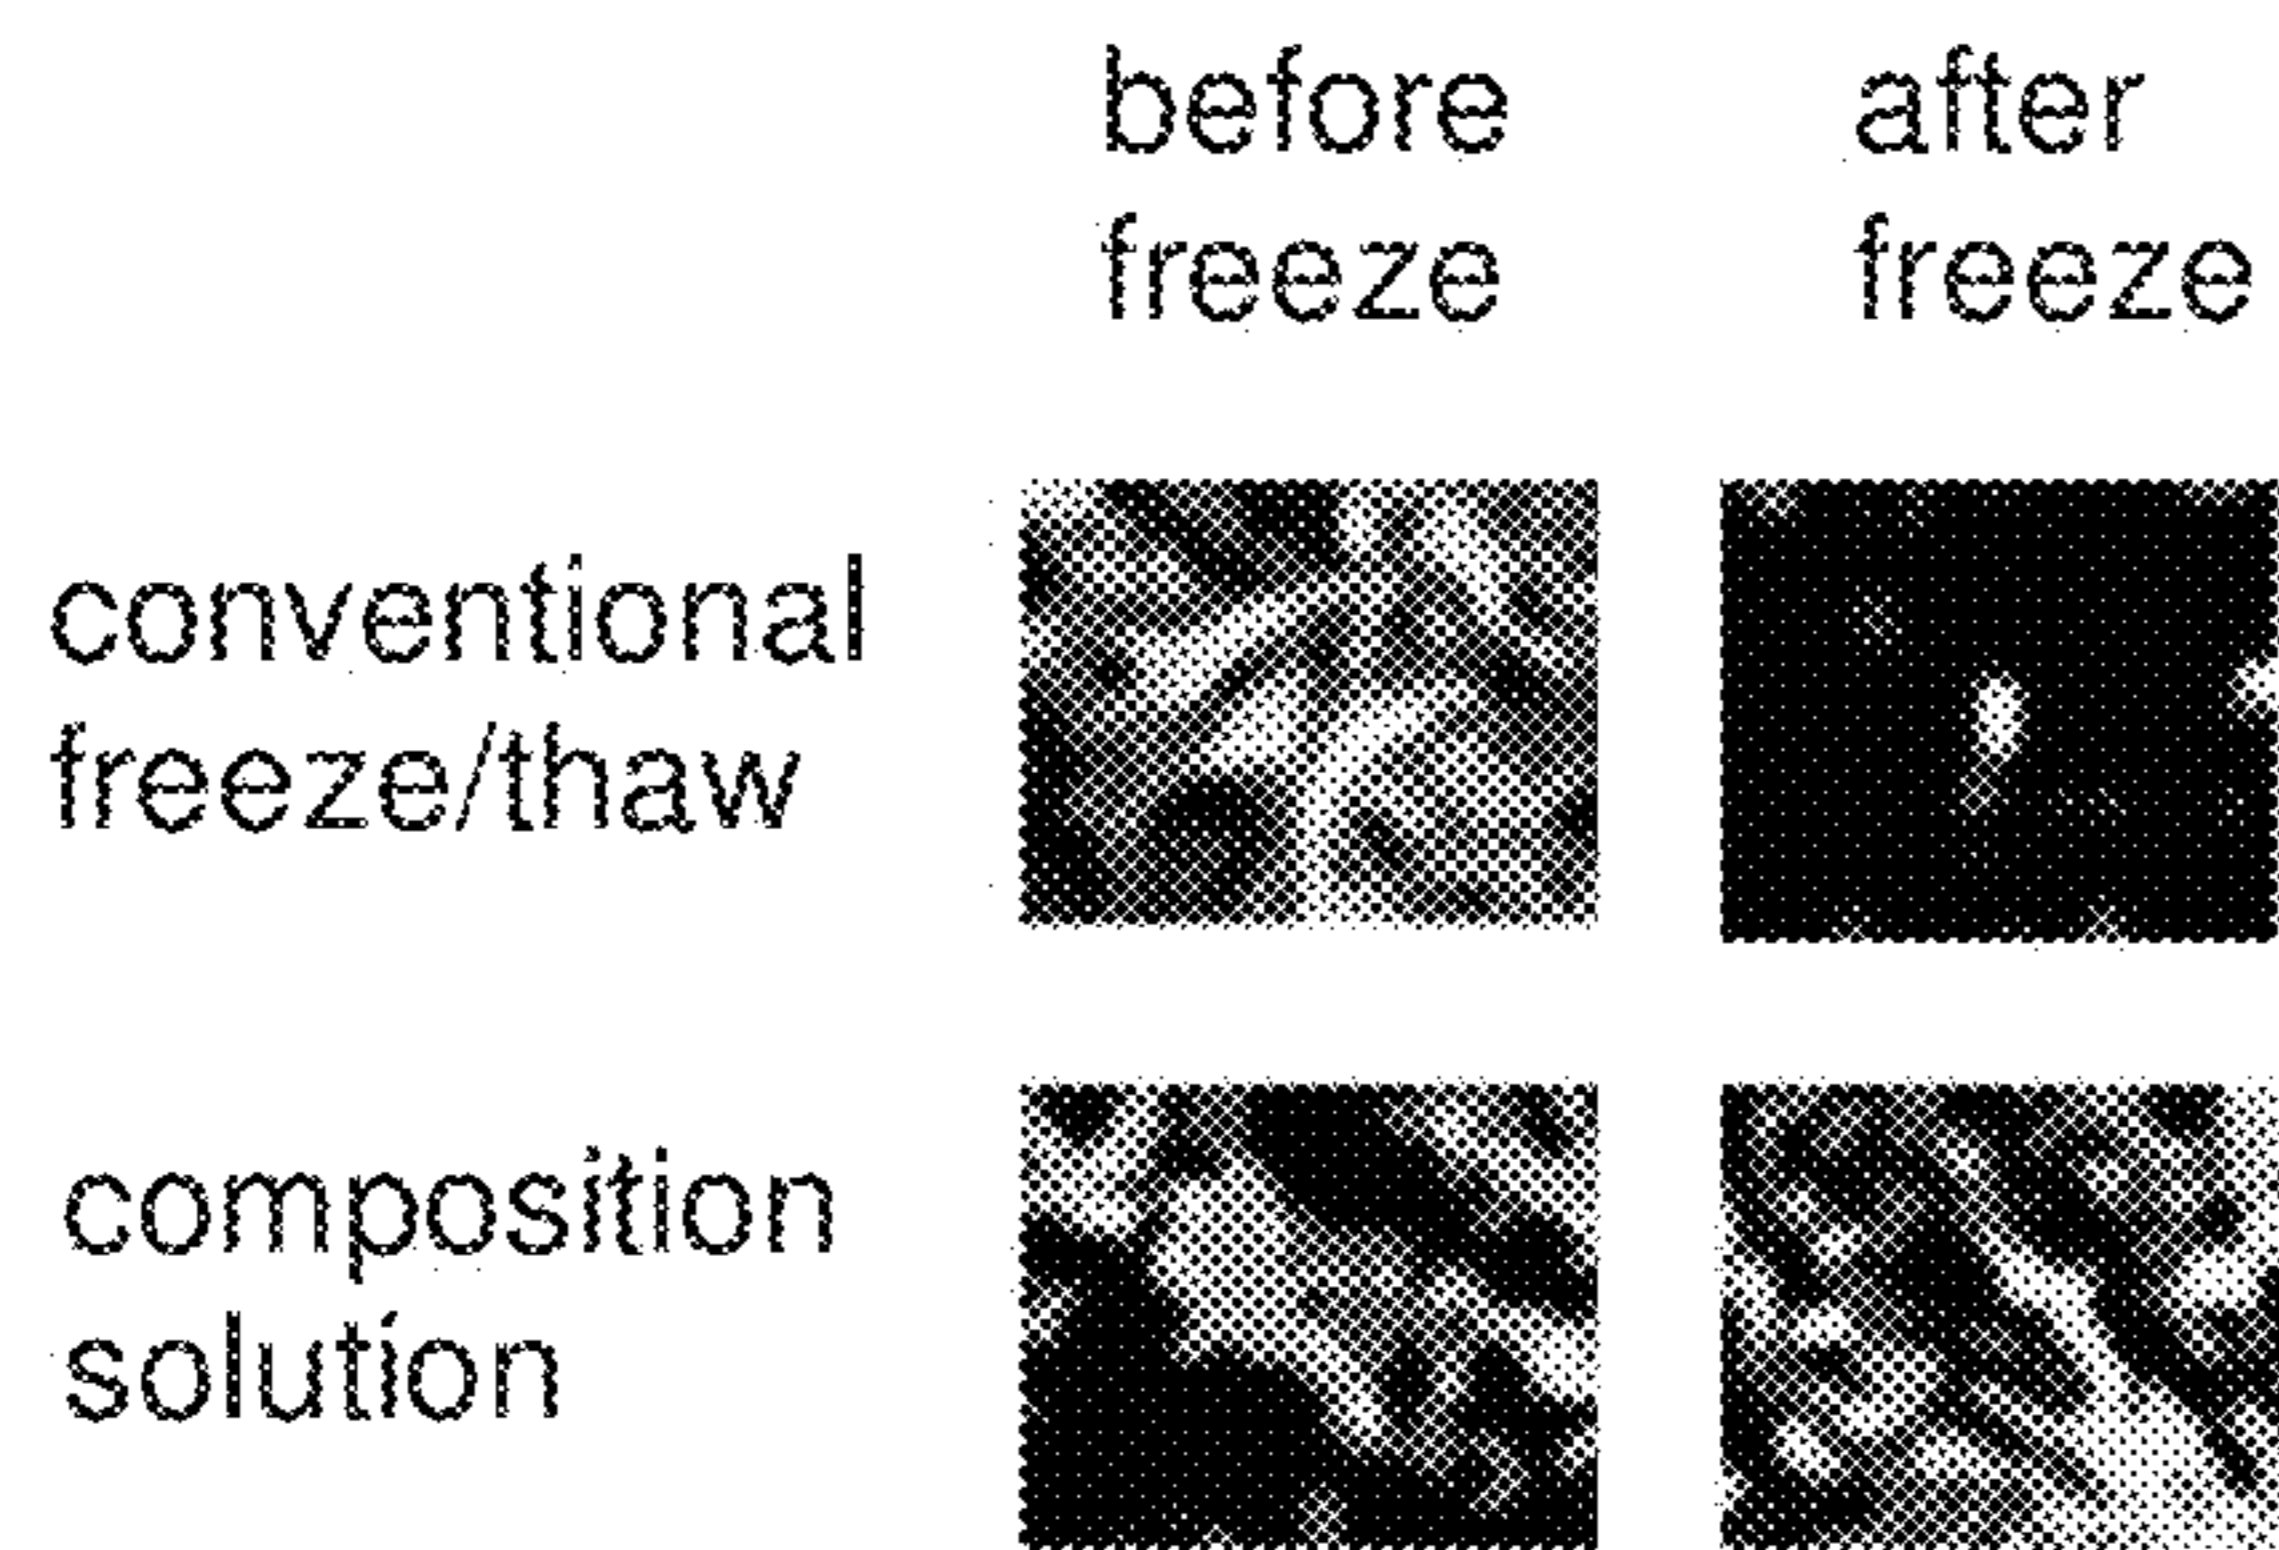 before after
freeze freeze
conventional
freeze/thaw
composition
solution